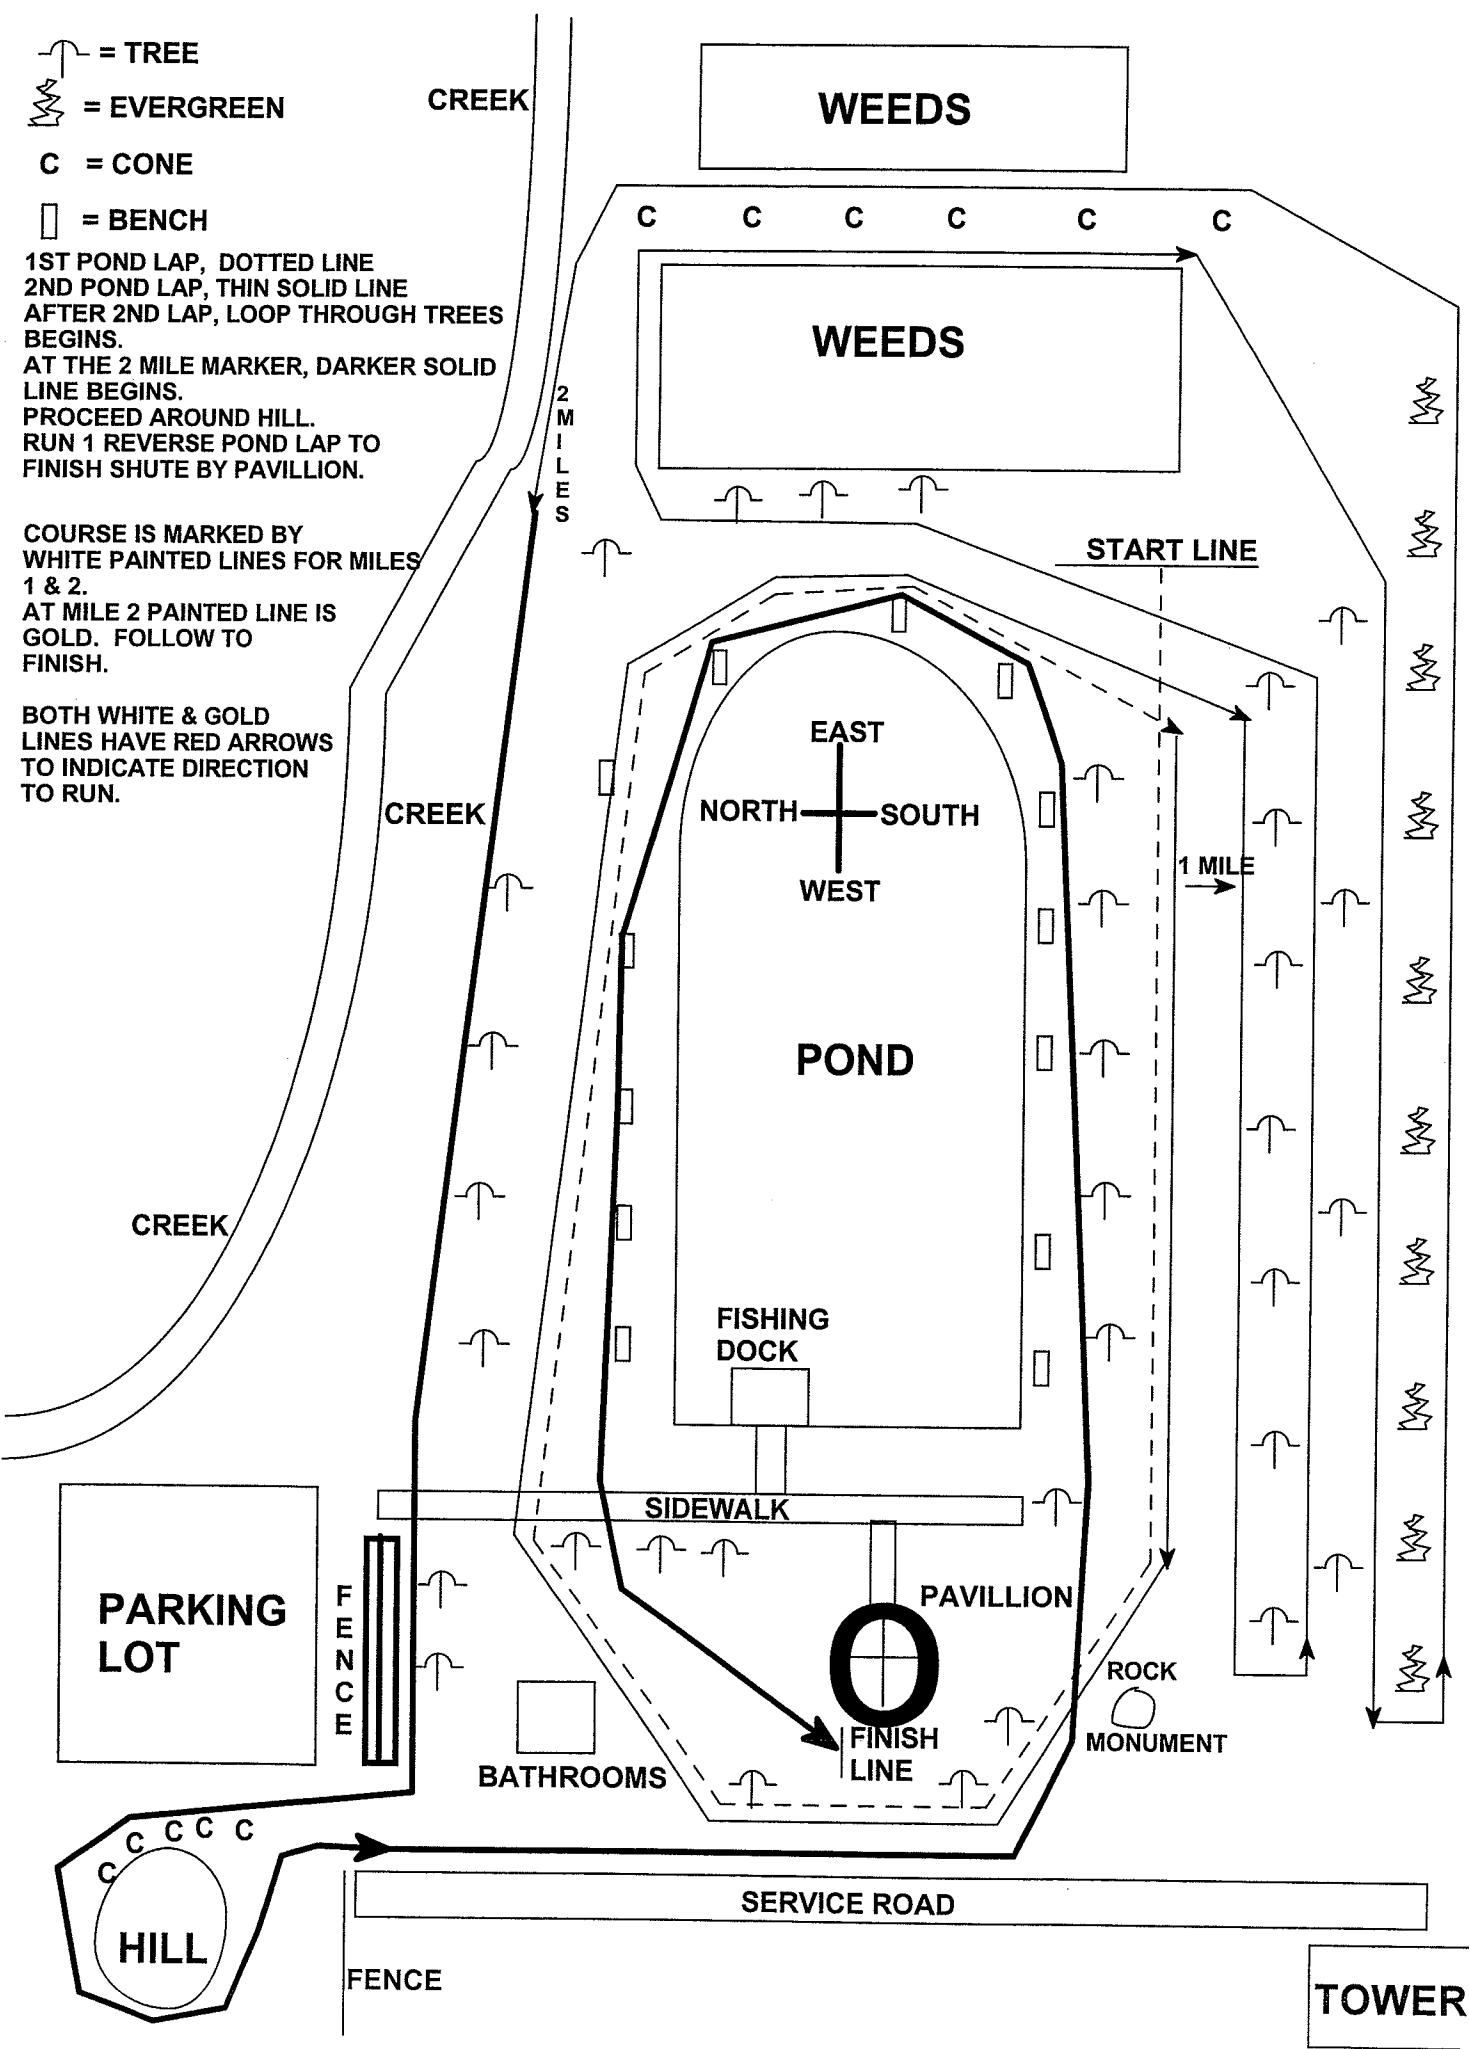 = TREE
= EVERGREEN
C = CONE
= BENCH
1ST POND LAP, DOTTED LINE
2ND POND LAP, THIN SOLID LINE
AFTER 2ND LAP, LOOP THROUGH TREES
BEGINS.
AT THE 2 MILE MARKER, DARKER SOLID
LINE BEGINS.
PROCEED AROUND HILL.
RUN 1 REVERSE POND LAP TO
FINISH SHUTE BY PAVILLION.
COURSE IS MARKED BY
WHITE PAINTED LINES FOR MILES
1 & 2.
AT MILE 2 PAINTED LINE IS
GOLD. FOLLOW TO
FINISH.
BOTH WHITE & GOLD
LINES HAVE RED ARROWS
TO INDICATE DIRECTION
TO RUN.
CREEK
WEEDS
C C C C C C
WEEDS
2 MILES
START LINE
EAST
NORTH SOUTH
WEST
CREEK
1 MILE
POND
CREEK
FISHING
DOCK
SIDEWALK
PARKING
LOT
FENCE
PAVILLION
ROCK
MONUMENT
FINISH
LINE
BATHROOMS
C C C C C
HILL
SERVICE ROAD
FENCE
TOWER